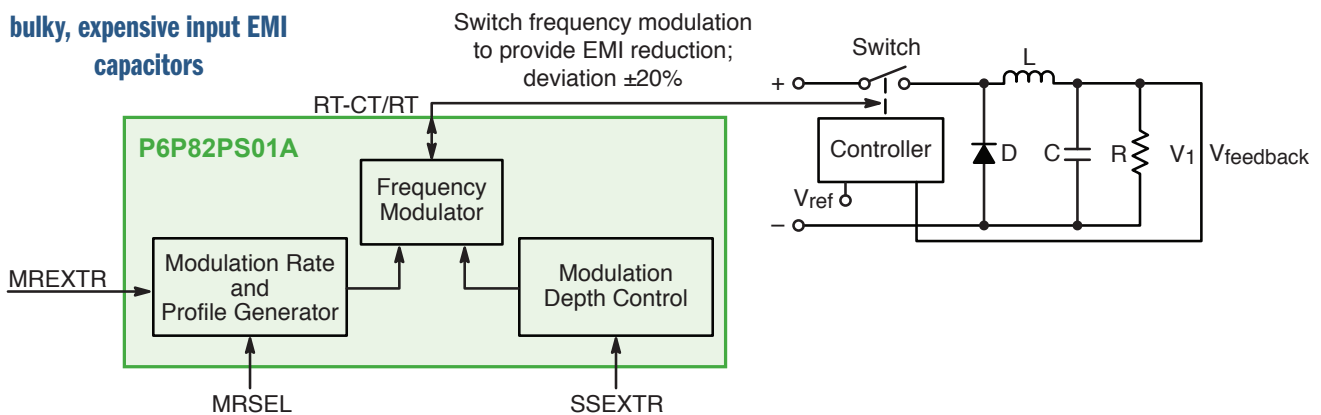 bulky, expensive input EMI
capacitors
Switch frequency modulation
to provide EMI reduction;
deviation ±20%
RT-CT/RT
P6P82PS01A
Frequency
Modulator
Modulation Rate
and
Profile Generator
Modulation
Depth Control
MREXTR
MRSEL
SSEXTR
Switch
L
+
Controller
D
C
R
V1
Vfeedback
Vref
–